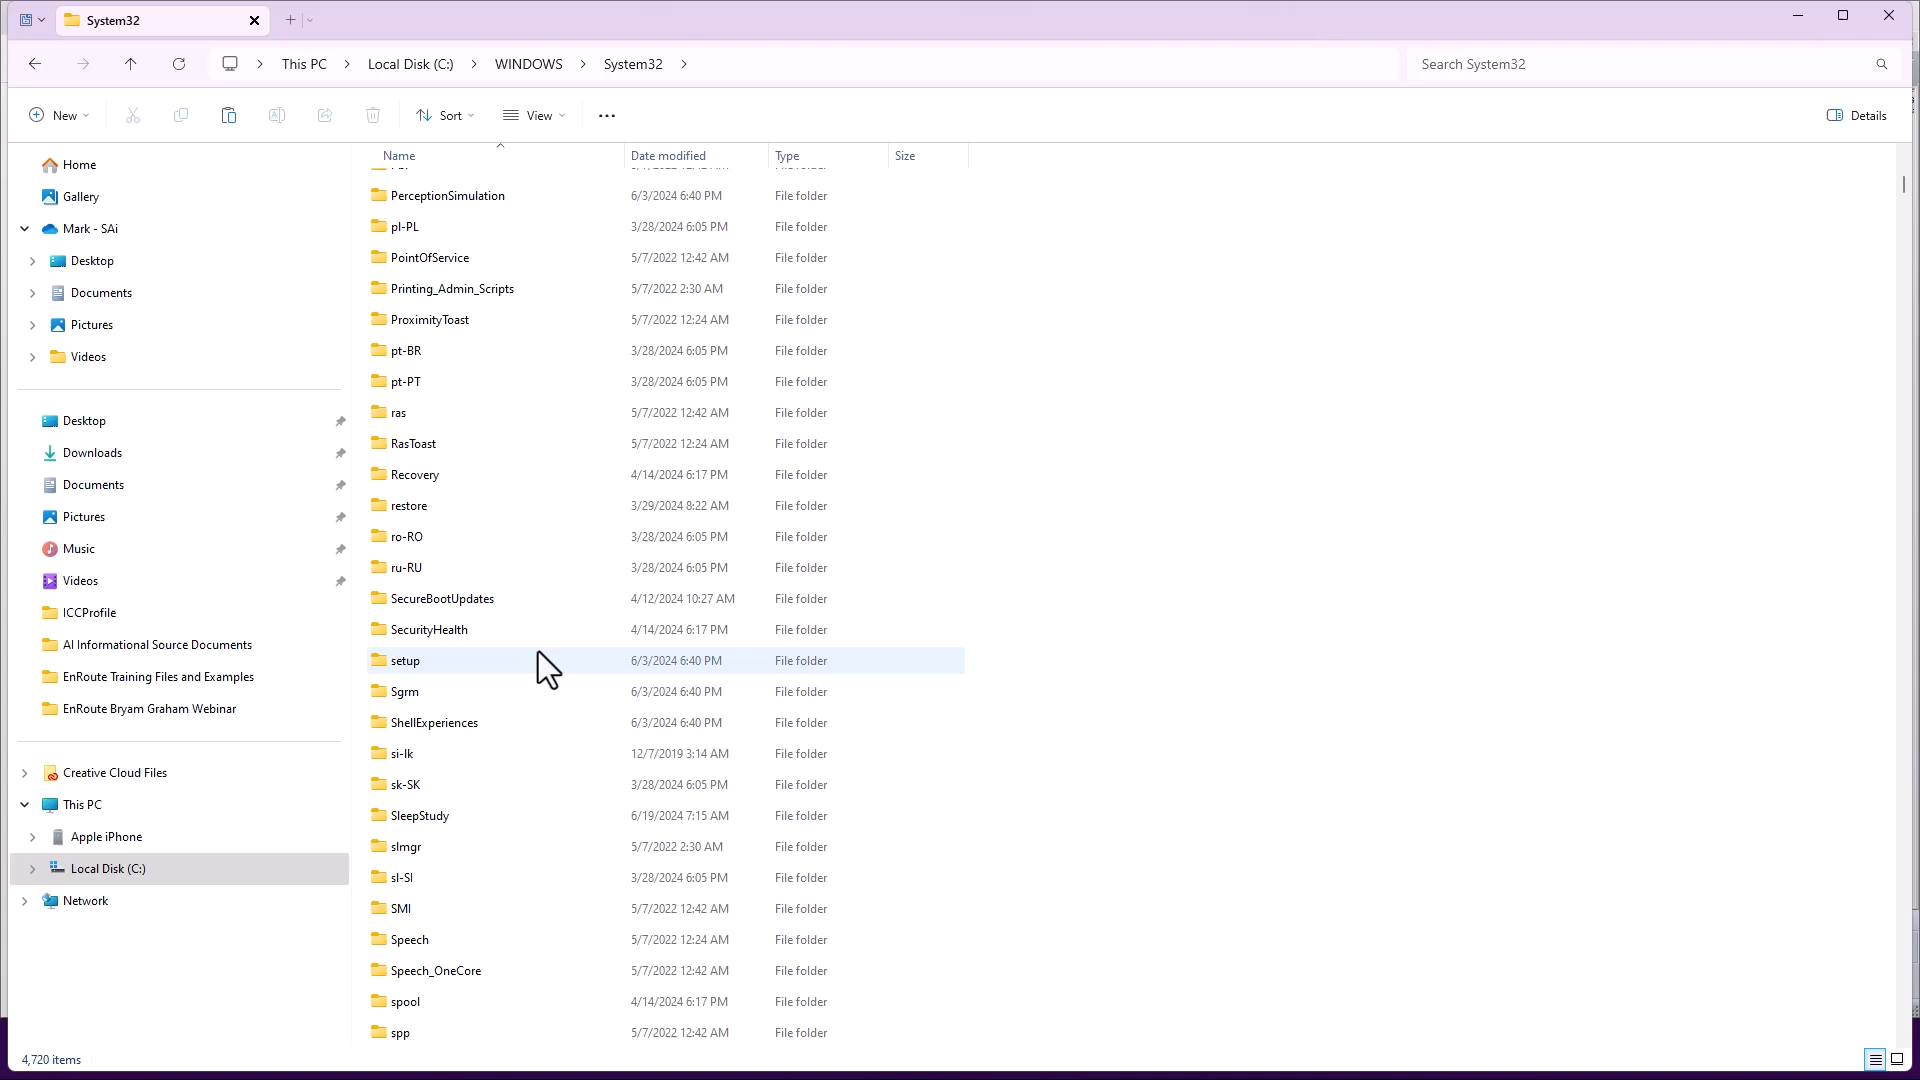 System32
This PC
Local Disk (C:)
WINDOWS
System32
Search System32
New
Sort
View
Details
Home
Gallery
Mark - SAi
Desktop
Documents
Pictures
Videos
Desktop
Downloads
Documents
Pictures
Music
Videos
ICCProfile
AI Informational Source Documents
EnRoute Training Files and Examples
EnRoute Bryam Graham Webinar
Creative Cloud Files
This PC
Apple iPhone
Local Disk (C:)
Network
Name Date modified Type Size
PerceptionSimulation 6/3/2024 6:40 PM File folder
pl-PL 3/28/2024 6:05 PM File folder
PointOfService 5/7/2022 12:42 AM File folder
Printing_Admin_Scripts 5/7/2022 2:30 AM File folder
ProximityToast 5/7/2022 12:24 AM File folder
pt-BR 3/28/2024 6:05 PM File folder
pt-PT 3/28/2024 6:05 PM File folder
ras 5/7/2022 12:42 AM File folder
RasToast 5/7/2022 12:24 AM File folder
Recovery 4/14/2024 6:17 PM File folder
restore 3/29/2024 8:22 AM File folder
ro-RO 3/28/2024 6:05 PM File folder
ru-RU 3/28/2024 6:05 PM File folder
SecureBootUpdates 4/12/2024 10:27 AM File folder
SecurityHealth 4/14/2024 6:17 PM File folder
setup 6/3/2024 6:40 PM File folder
Sgrm 6/3/2024 6:40 PM File folder
ShellExperiences 6/3/2024 6:40 PM File folder
si-lk 12/7/2019 3:14 AM File folder
sk-SK 3/28/2024 6:05 PM File folder
SleepStudy 6/19/2024 7:15 AM File folder
slmgr 5/7/2022 2:30 AM File folder
sl-SI 3/28/2024 6:05 PM File folder
SMI 5/7/2022 12:42 AM File folder
Speech 5/7/2022 12:24 AM File folder
Speech_OneCore 5/7/2022 12:42 AM File folder
spool 4/14/2024 6:17 PM File folder
spp 5/7/2022 12:42 AM File folder
4,720 items